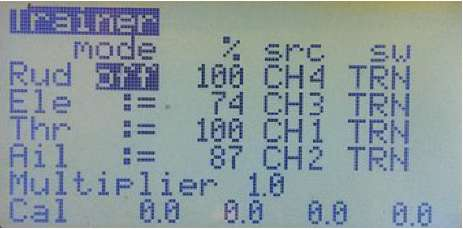 Trainer
mode % src sw
Rud Off 100 CH4 TRN
Ele := 74 CH3 TRN
Thr := 100 CH1 TRN
Ail := 87 CH2 TRN
Multiplier 1.0
Cal 0.0 0.0 0.0 0.0